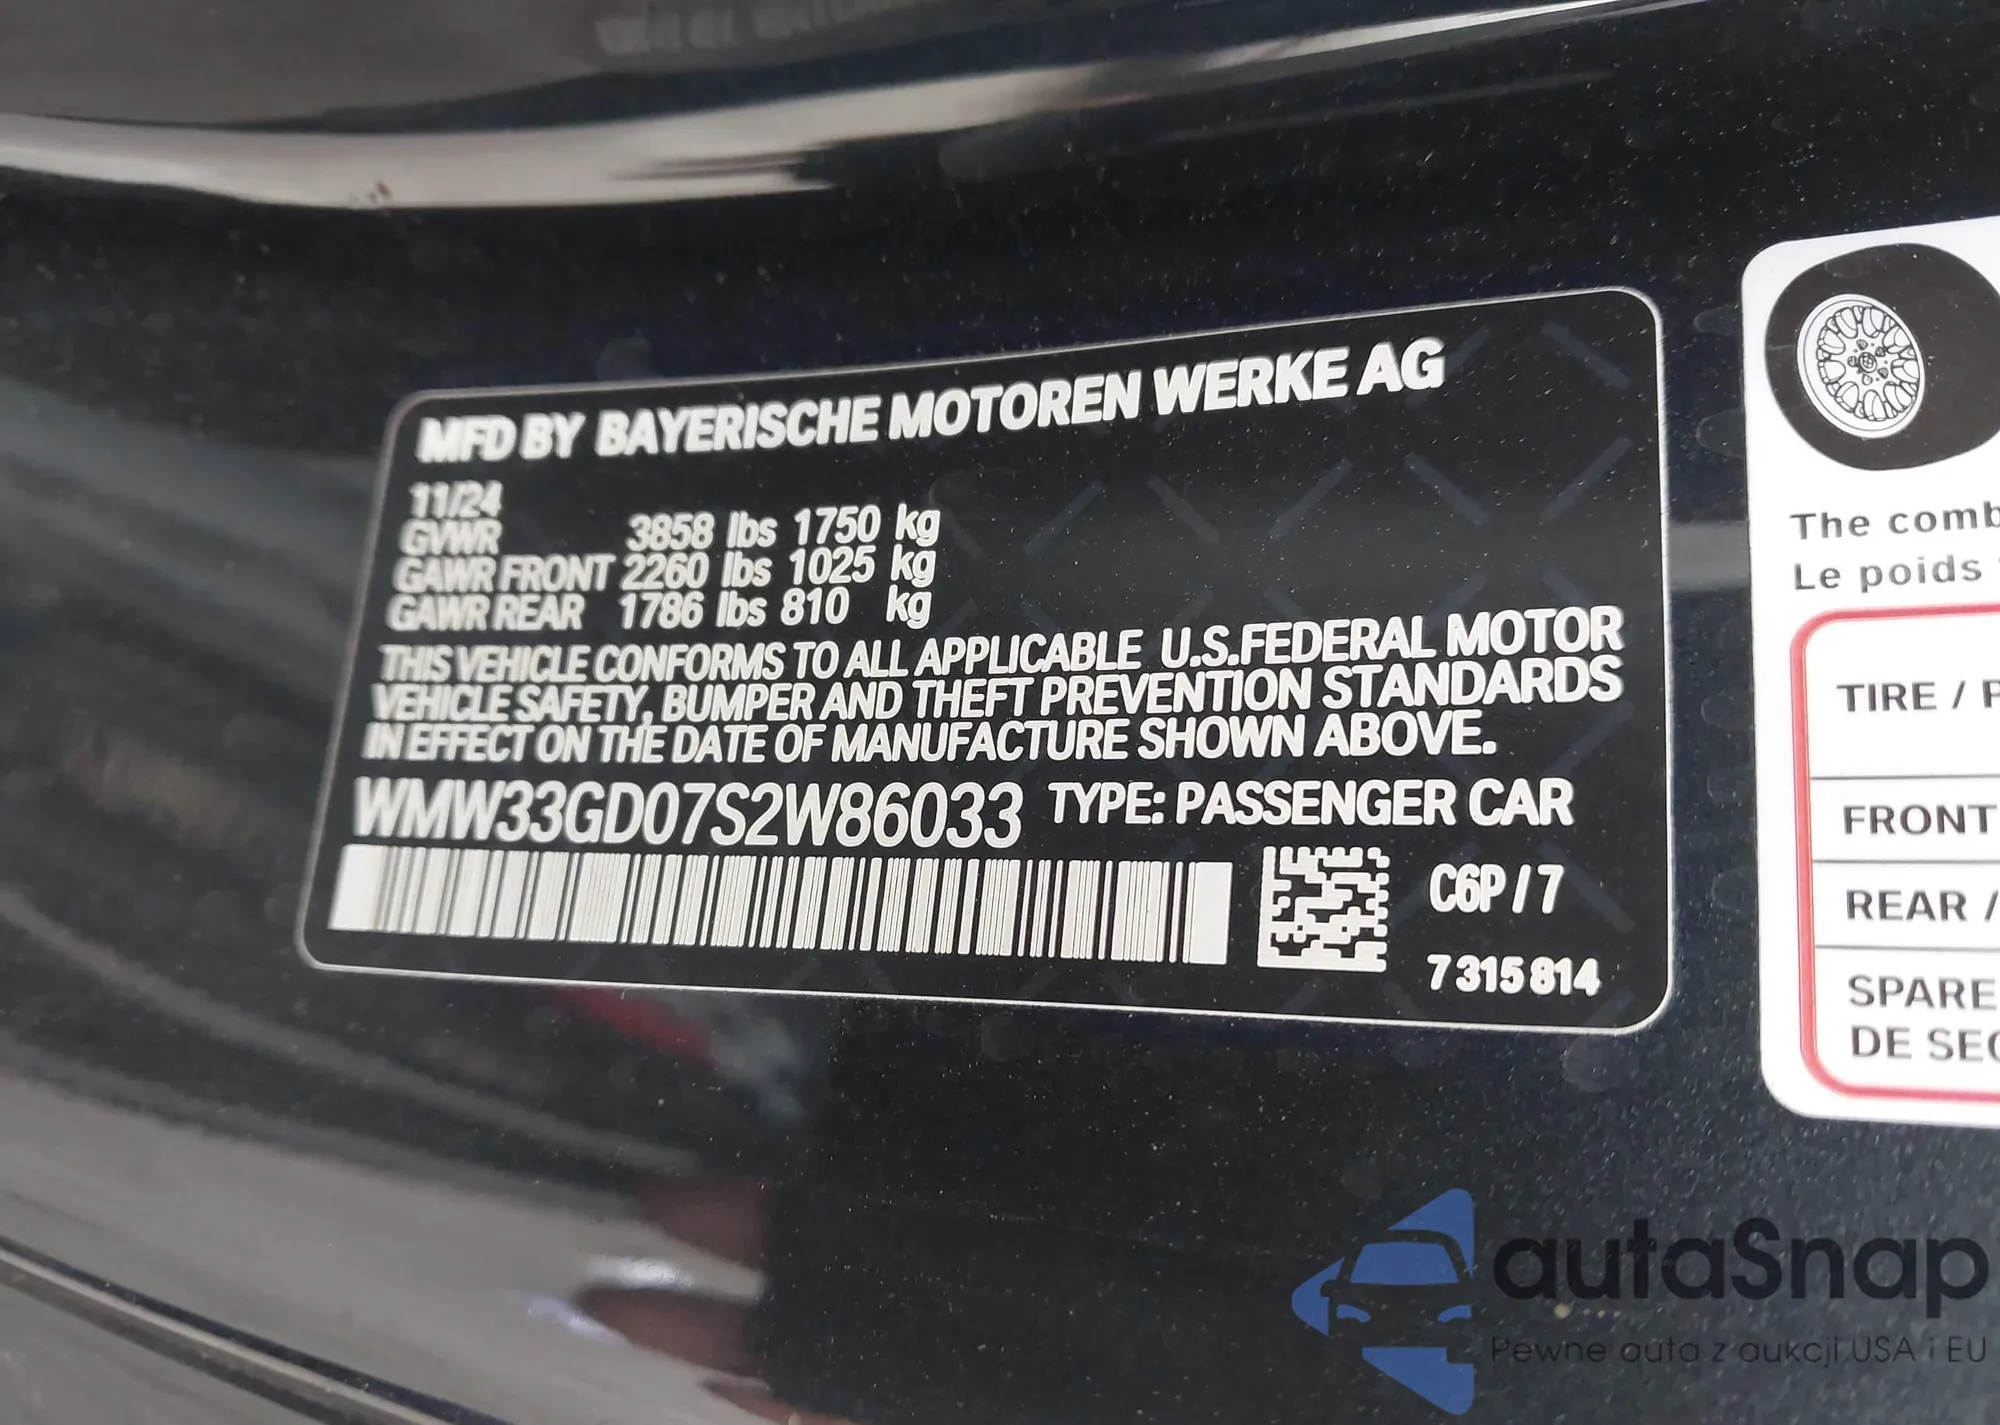 MFD BY BAYERISCHE MOTOREN WERKE AG
11/24
GVWR 3858 lbs 1750 kg
GAWR FRONT 2260 lbs 1025 kg
GAWR REAR 1786 lbs 810 kg
THIS VEHICLE CONFORMS TO ALL APPLICABLE U.S.FEDERAL MOTOR
VEHICLE SAFETY, BUMPER AND THEFT PREVENTION STANDARDS
IN EFFECT ON THE DATE OF MANUFACTURE SHOWN ABOVE.
WMW33GD07S2W86033 TYPE: PASSENGER CAR
C6P / 7
7 315 814
The comb
Le poids
TIRE / P
FRONT
REAR /
SPARE
DE SEC
autaSnap
Pewne auta z aukcji USA i EU